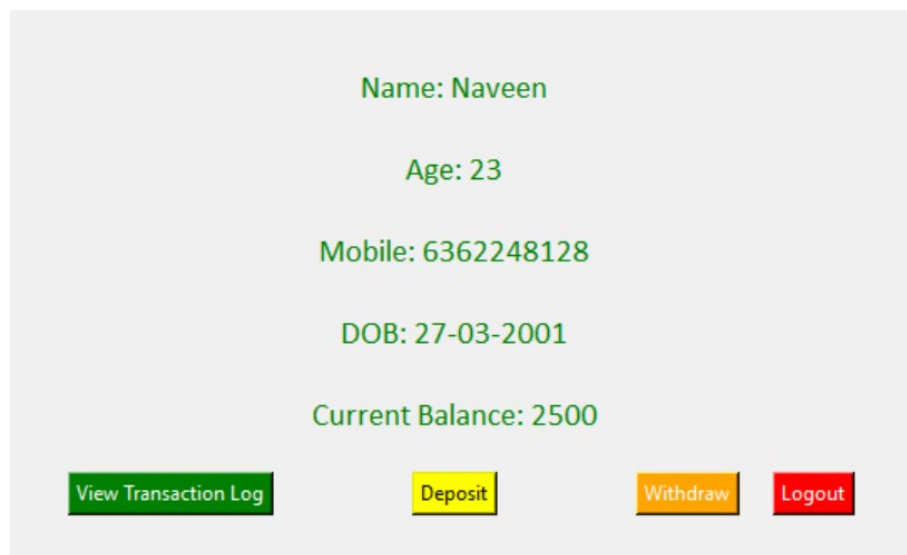 Name: Naveen
Age: 23
Mobile: 6362248128
DOB: 27-03-2001
Current Balance: 2500
View Transaction Log Deposit Withdraw Logout